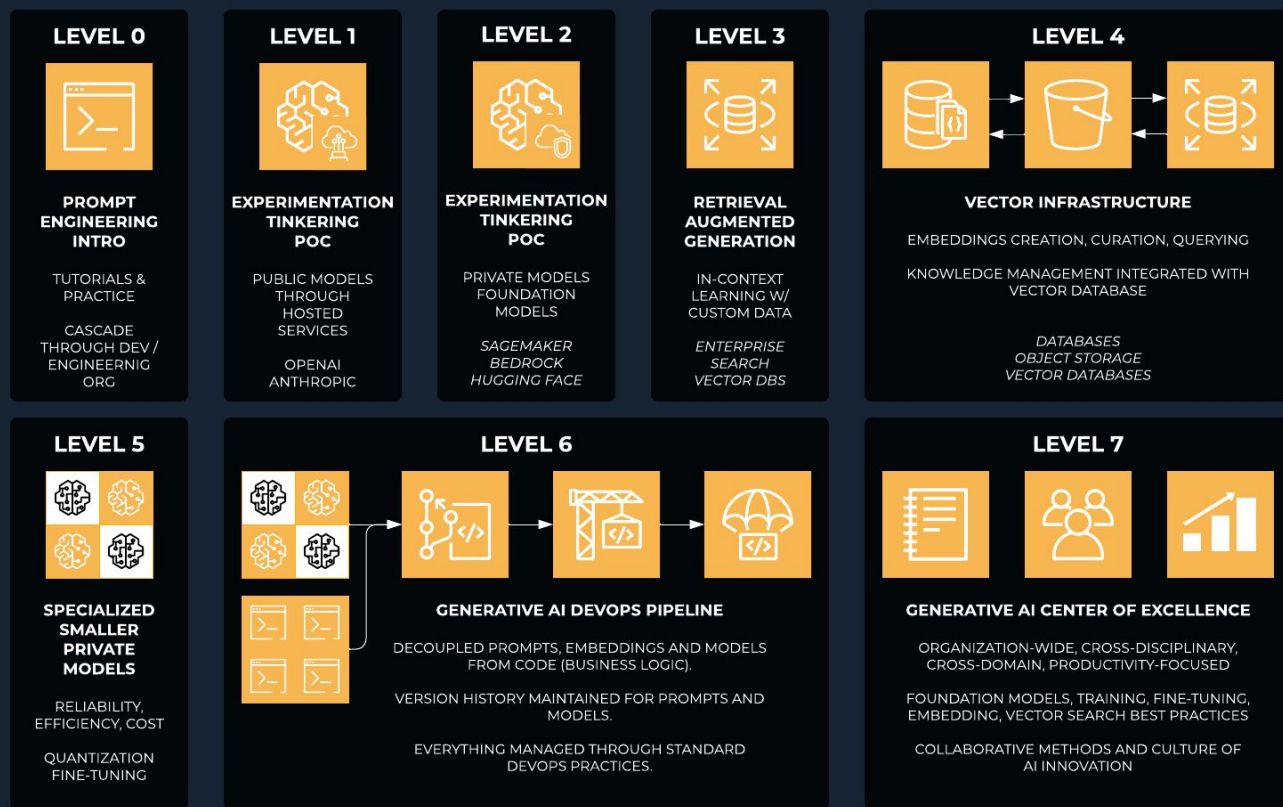 LEVEL 0
PROMPT
ENGINEERING
INTRO
TUTORIALS &
PRACTICE
CASCADE
THROUGH DEV /
ENGINEERNIG
ORG
LEVEL 1
EXPERIMENTATION
TINKERING
POC
PUBLIC MODELS
THROUGH
HOSTED
SERVICES
OPENAI
ANTHROPIC
LEVEL 2
EXPERIMENTATION
TINKERING
POC
PRIVATE MODELS
FOUNDATION
MODELS
SAGEMAKER
BEDROCK
HUGGING FACE
LEVEL 3
RETRIEVAL
AUGMENTED
GENERATION
IN-CONTEXT
LEARNING W/
CUSTOM DATA
ENTERPRISE
SEARCH
VECTOR DBS
LEVEL 4
VECTOR INFRASTRUCTURE
EMBEDDINGS CREATION, CURATION, QUERYING
KNOWLEDGE MANAGEMENT INTEGRATED WITH
VECTOR DATABASE
DATABASES
OBJECT STORAGE
VECTOR DATABASES
LEVEL 5
SPECIALIZED
SMALLER
PRIVATE
MODELS
RELIABILITY,
EFFICIENCY, COST
QUANTIZATION
FINE-TUNING
LEVEL 6
GENERATIVE AI DEVOPS PIPELINE
DECOUPLED PROMPTS, EMBEDDINGS AND MODELS
FROM CODE (BUSINESS LOGIC).
VERSION HISTORY MAINTAINED FOR PROMPTS AND
MODELS.
EVERYTHING MANAGED THROUGH STANDARD
DEVOPS PRACTICES.
LEVEL 7
GENERATIVE AI CENTER OF EXCELLENCE
ORGANIZATION-WIDE, CROSS-DISCIPLINARY,
CROSS-DOMAIN, PRODUCTIVITY-FOCUSED
FOUNDATION MODELS, TRAINING, FINE-TUNING,
EMBEDDING, VECTOR SEARCH BEST PRACTICES
COLLABORATIVE METHODS AND CULTURE OF
AI INNOVATION